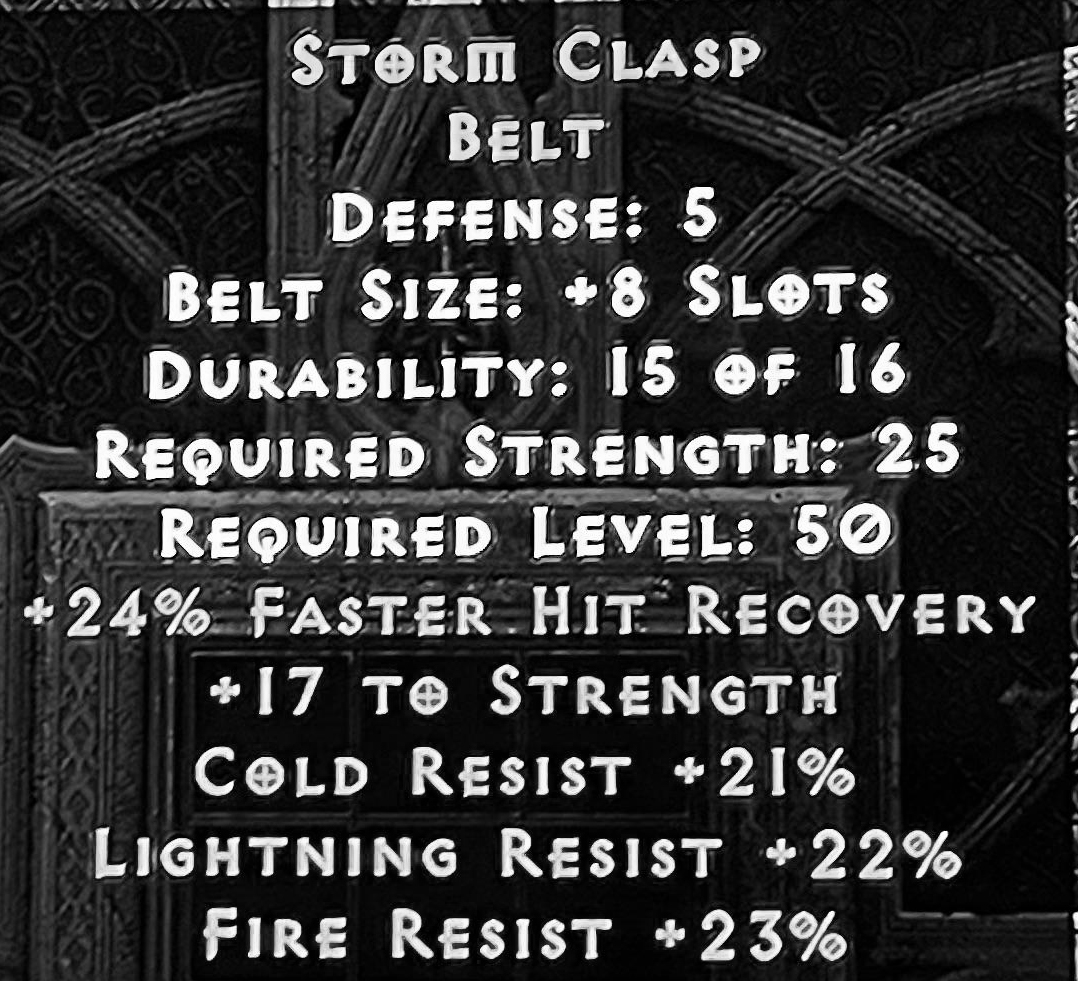 Storm Clasp
Belt
Defense: 5
Belt Size: +8 Slots
Durability: 15 of 16
Required Strength: 25
Required Level: 50
+24% Faster Hit Recovery
+17 to Strength
Cold Resist +21%
Lightning Resist +22%
Fire Resist +23%